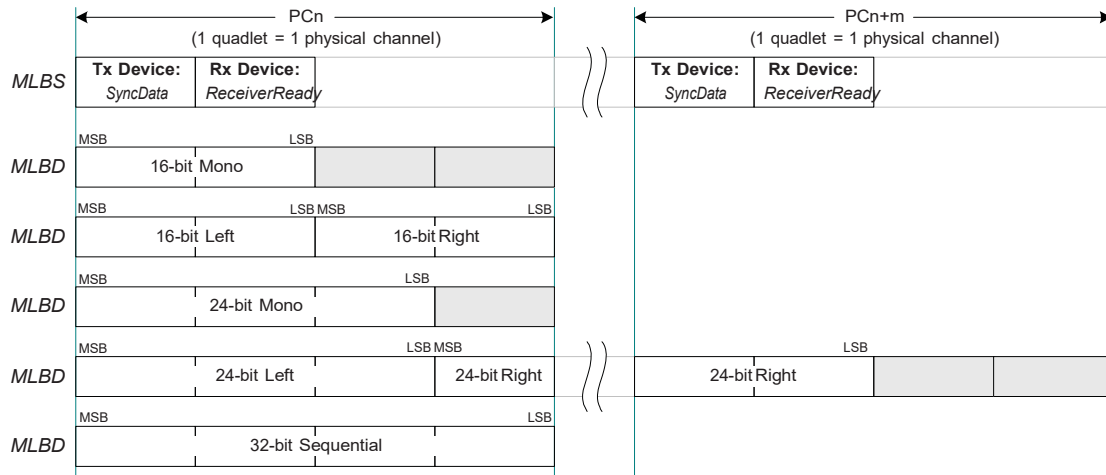 PCn PCn+m
(1 quadlet = 1 physical channel) (1 quadlet = 1 physical channel)
MLBS Tx Device: Rx Device: Tx Device: Rx Device:
SyncData ReceiverReady SyncData ReceiverReady
MSB LSB
MLBD 16-bit Mono
MSB LSB MSB LSB
MLBD 16-bit Left 16-bit Right
MSB LSB
MLBD 24-bit Mono
MSB LSB MSB LSB
MLBD 24-bit Left 24-bit Right 24-bit Right
MSB LSB
MLBD 32-bit Sequential